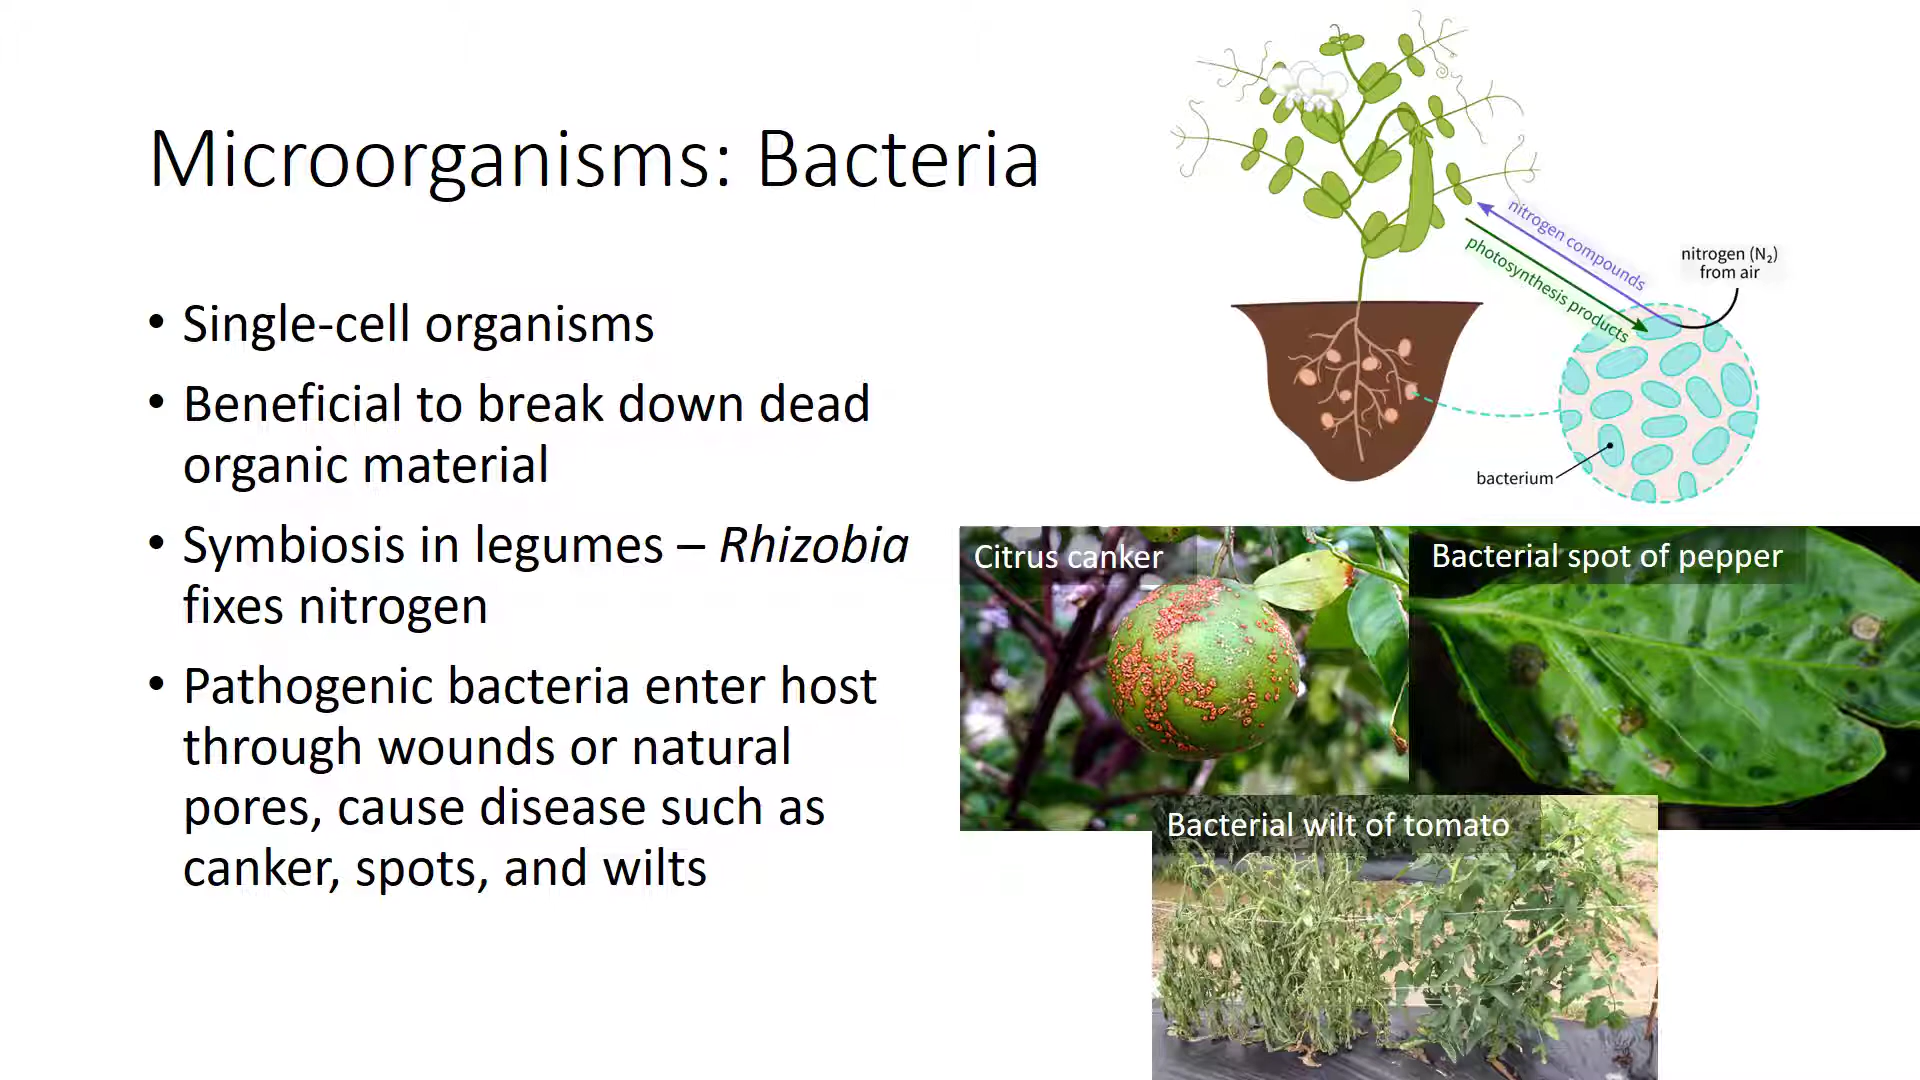 Microorganisms: Bacteria
• Single-cell organisms
• Beneficial to break down dead
organic material
• Symbiosis in legumes – Rhizobia
fixes nitrogen
• Pathogenic bacteria enter host
through wounds or natural
pores, cause disease such as
canker, spots, and wilts
nitrogen compounds
photosynthesis products
nitrogen (N₂)
from air
bacterium
Citrus canker
Bacterial spot of pepper
Bacterial wilt of tomato